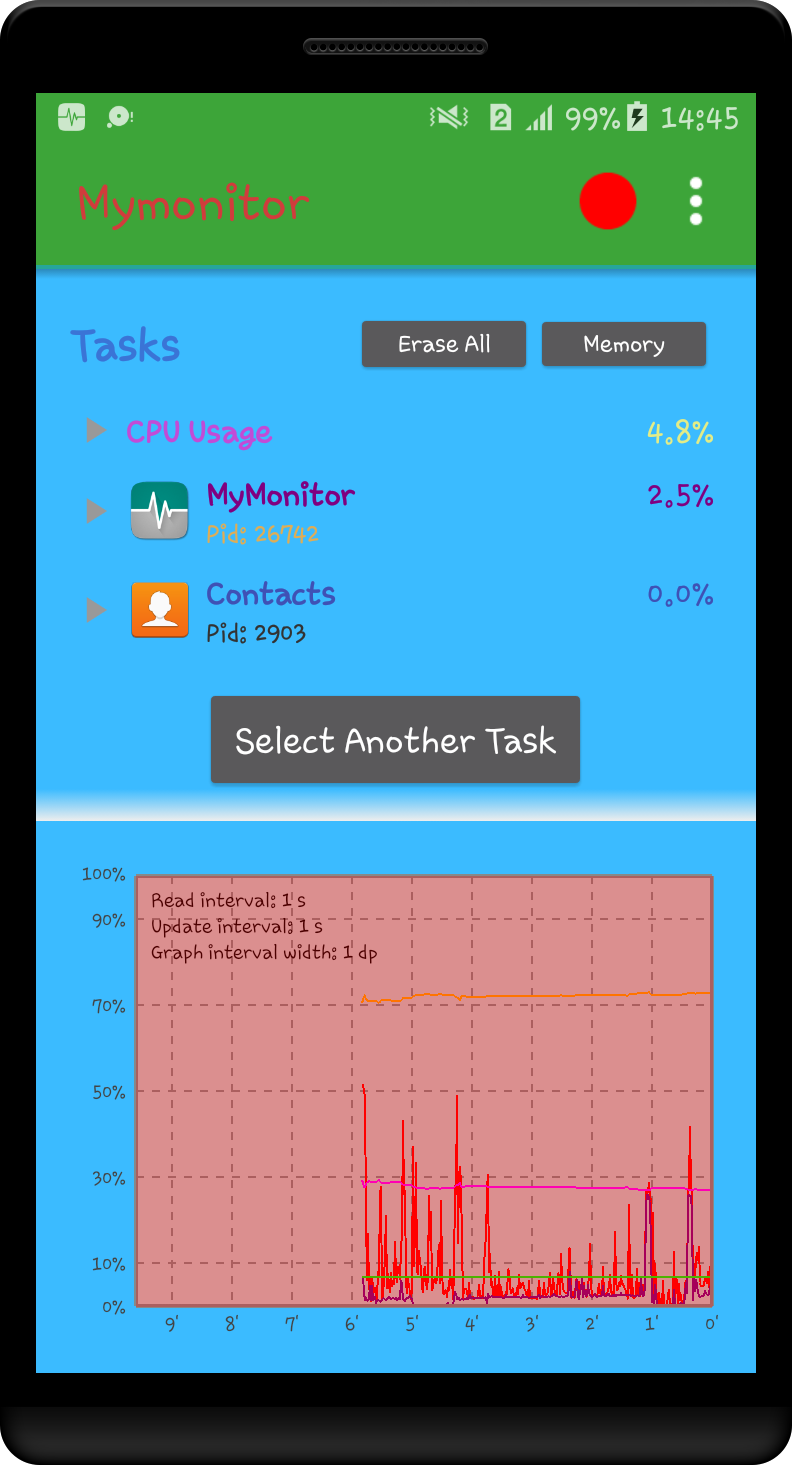 2 99% 14:45
Mymonitor
Tasks Erase All Memory
CPU Usage 4.8%
MyMonitor 2.5%
Pid: 26742
Contacts 0.0%
Pid: 2903
Select Another Task
100%
Read interval: 1 s
90%
Update interval: 1 s
Graph interval width: 1 dp
70%
50%
30%
10%
0%
9' 8' 7' 6' 5' 4' 3' 2' 1' 0'